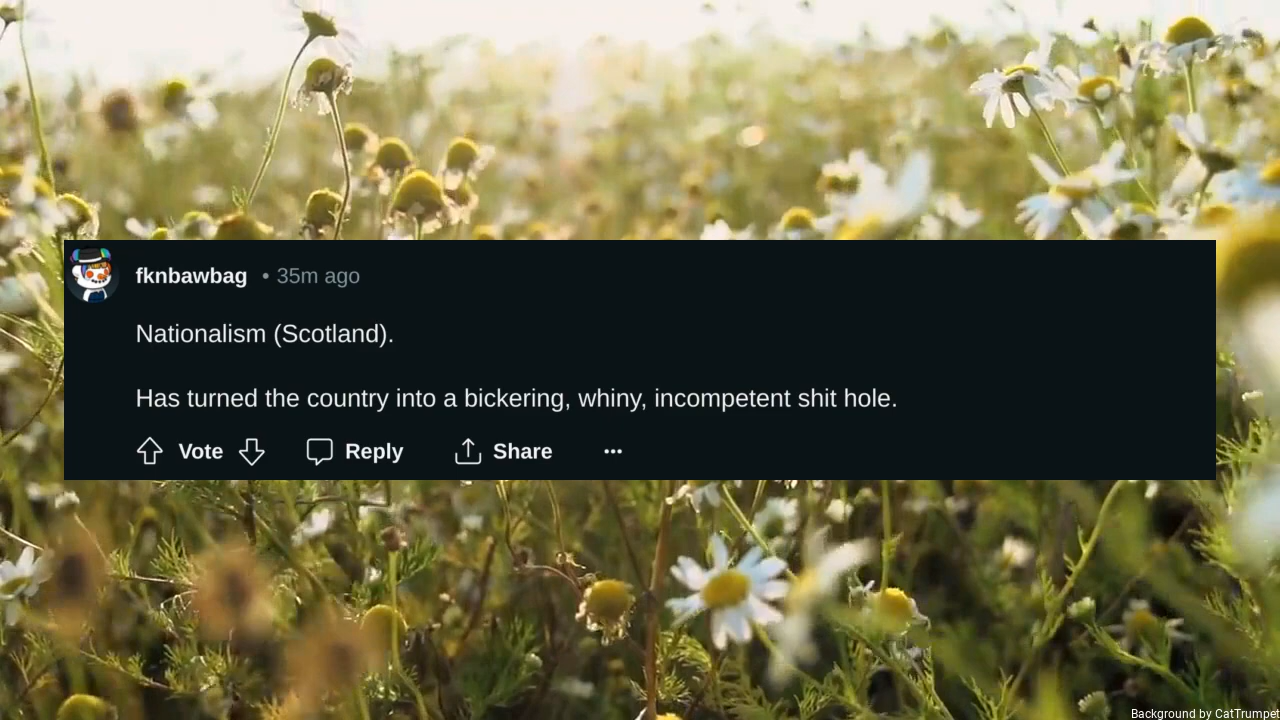 fknbawbag • 35m ago
Nationalism (Scotland).
Has turned the country into a bickering, whiny, incompetent shit hole.
Vote Reply Share ...
Background by CatTrumpet